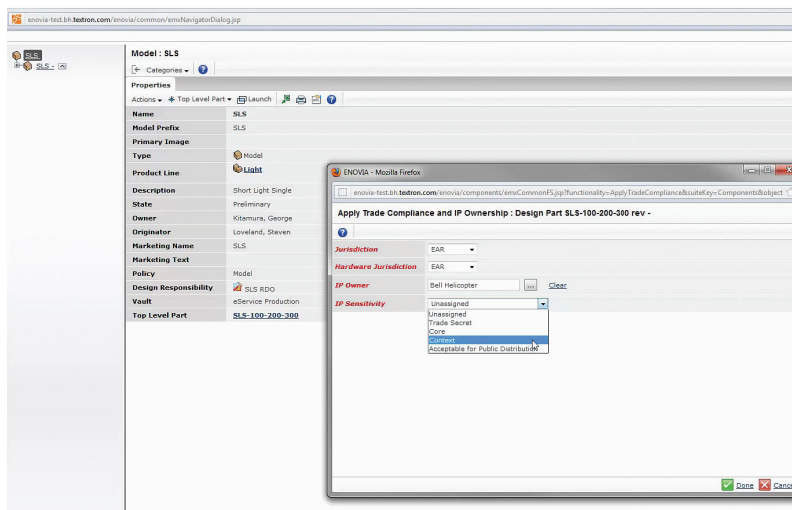 enovia-test.bh.textron.com/enovia/common/emxNavigatorDialog.jsp
SLS
SLS -
Model : SLS
Categories
Properties
Actions
Top Level Part
Launch
Name SLS
Model Prefix SLS
Primary Image
Type Model
Product Line Light
Description Short Light Single
State Preliminary
Owner Kitamura, George
Originator Loveland, Steven
Marketing Name SLS
Marketing Text
Policy Model
Design Responsibility SLS RDO
Vault eService Production
Top Level Part SLS-100-200-300
ENOVIA - Mozilla Firefox
enovia-test.bh.textron.com/enovia/components/emxCommonFS.jsp?functionality=ApplyTradeCompliance&suiteKey=Components&object
Apply Trade Compliance and IP Ownership : Design Part SLS-100-200-300 rev -
Jurisdiction EAR
Hardware Jurisdiction EAR
IP Owner Bell Helicopter ... Clear
IP Sensitivity Unassigned
Unassigned
Trade Secret
Core
Context
Acceptable for Public Distribution
Done Cance